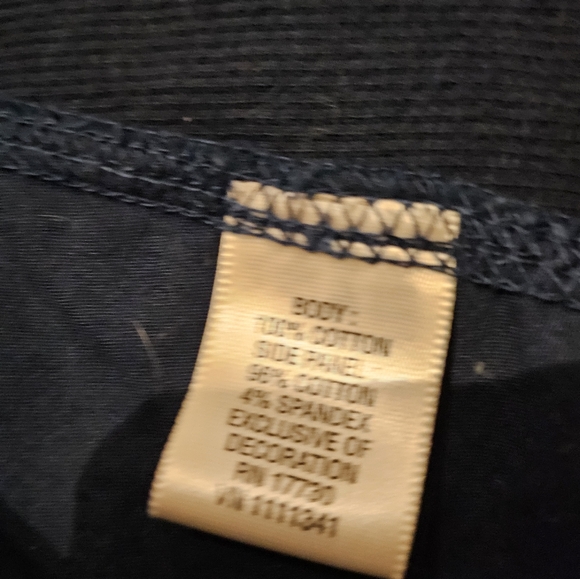 BODY:
100% COTTON
SIDE PANEL:
96% COTTON
4% SPANDEX
EXCLUSIVE OF
DECORATION
RN 17730
VN 1111341